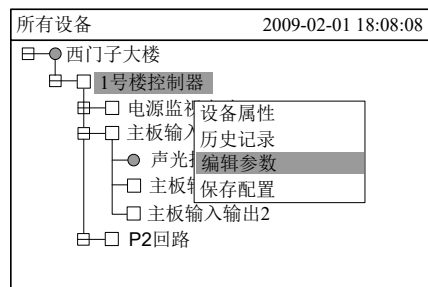 所有设备 2009-02-01 18:08:08
西门子大楼
1号楼控制器
电源监视
设备属性
主板输入
历史记录
声光
编辑参数
主板
保存配置
主板输入输出2
P2回路